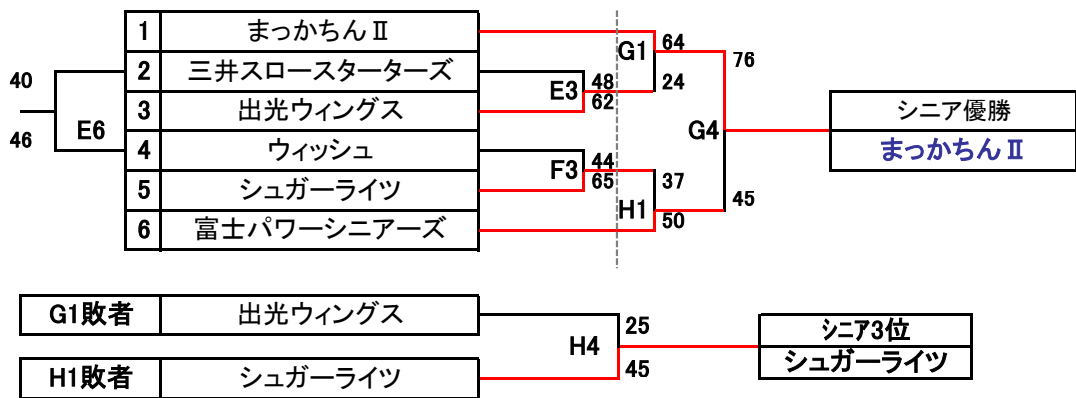 1 まっかちんⅡ
2 三井スロースターターズ
3 出光ウィングス
4 ウィッシュ
5 シュガーライツ
6 富士パワーシニアーズ
40
46
E6
E3
48
62
F3
44
65
G1
64
24
H1
37
50
G4
76
45
シニア優勝
まっかちんⅡ
G1敗者 出光ウィングス
H1敗者 シュガーライツ
H4
25
45
シニア3位
シュガーライツ